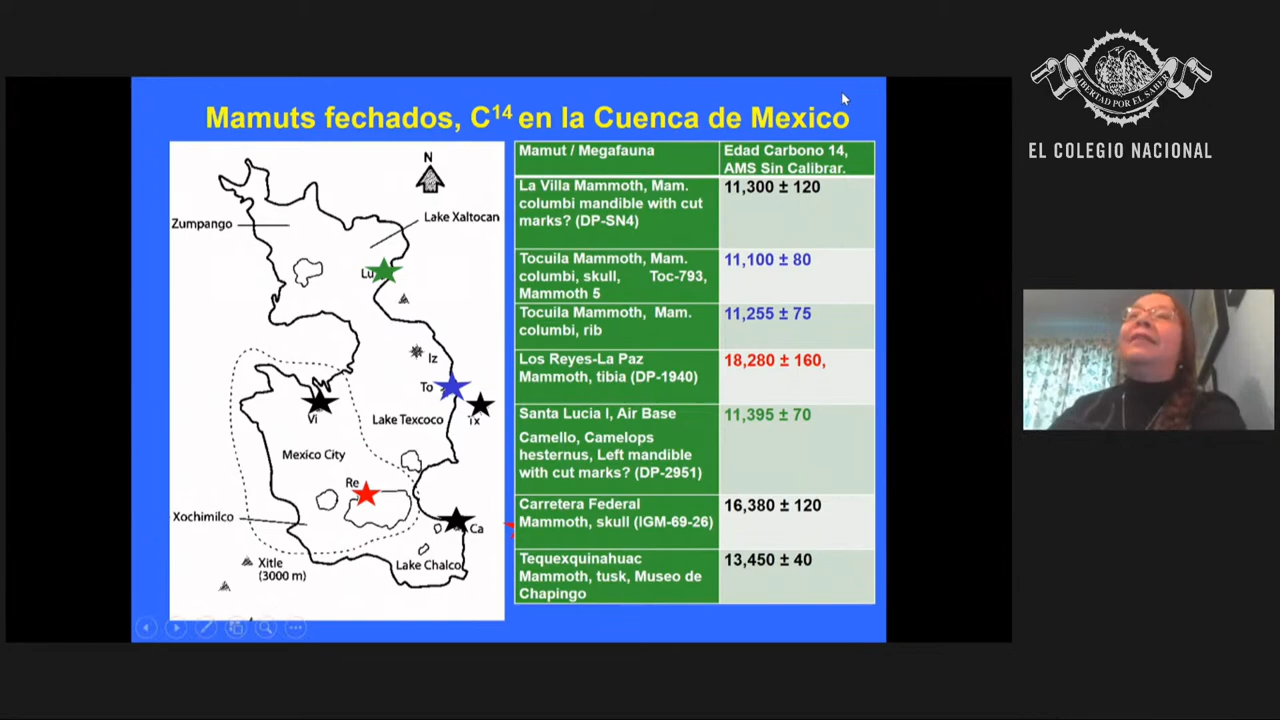 Mamuts fechados, C14 en la Cuenca de Mexico
N
Zumpango
Lake Xaltocan
Lu
Iz
To
Vi
Lake Texcoco
Tx
Mexico City
Re
Xochimilco
Ca
Xitle
(3000 m)
Lake Chalco
Mamut / Megafauna
Edad Carbono 14,
AMS Sin Calibrar.
La Villa Mammoth, Mam.
columbi mandible with cut
marks? (DP-SN4)
11,300 ± 120
Tocuila Mammoth, Mam.
columbi, skull, Toc-793,
Mammoth 5
11,100 ± 80
Tocuila Mammoth, Mam.
columbi, rib
11,255 ± 75
Los Reyes-La Paz
Mammoth, tibia (DP-1940)
18,280 ± 160,
Santa Lucia I, Air Base
Camello, Camelops
hesternus, Left mandible
with cut marks? (DP-2951)
11,395 ± 70
Carretera Federal
Mammoth, skull (IGM-69-26)
16,380 ± 120
Tequexquinahuac
Mammoth, tusk, Museo de
Chapingo
13,450 ± 40
LIBERTAD POR EL SABER
EL COLEGIO NACIONAL